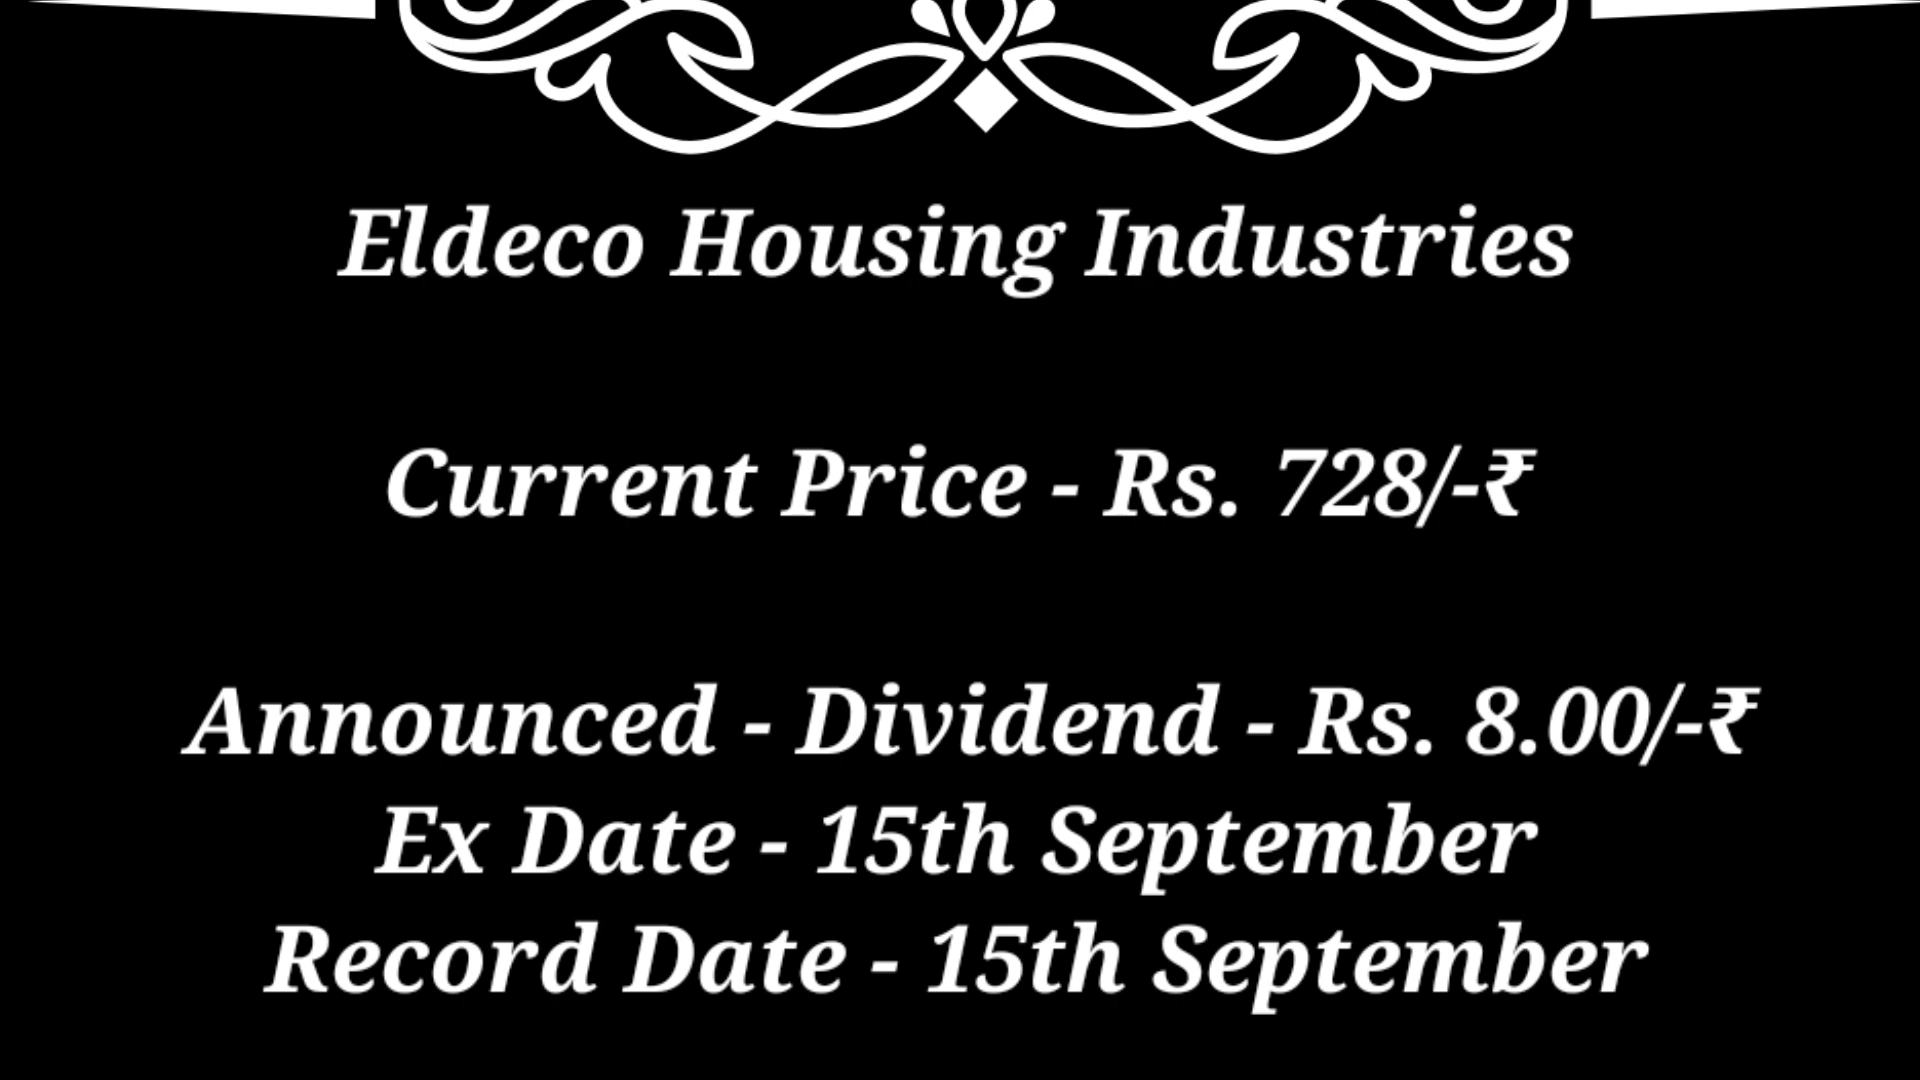 Eldeco Housing Industries
Current Price - Rs. 728/-₹
Announced - Dividend - Rs. 8.00/-₹
Ex Date - 15th September
Record Date - 15th September